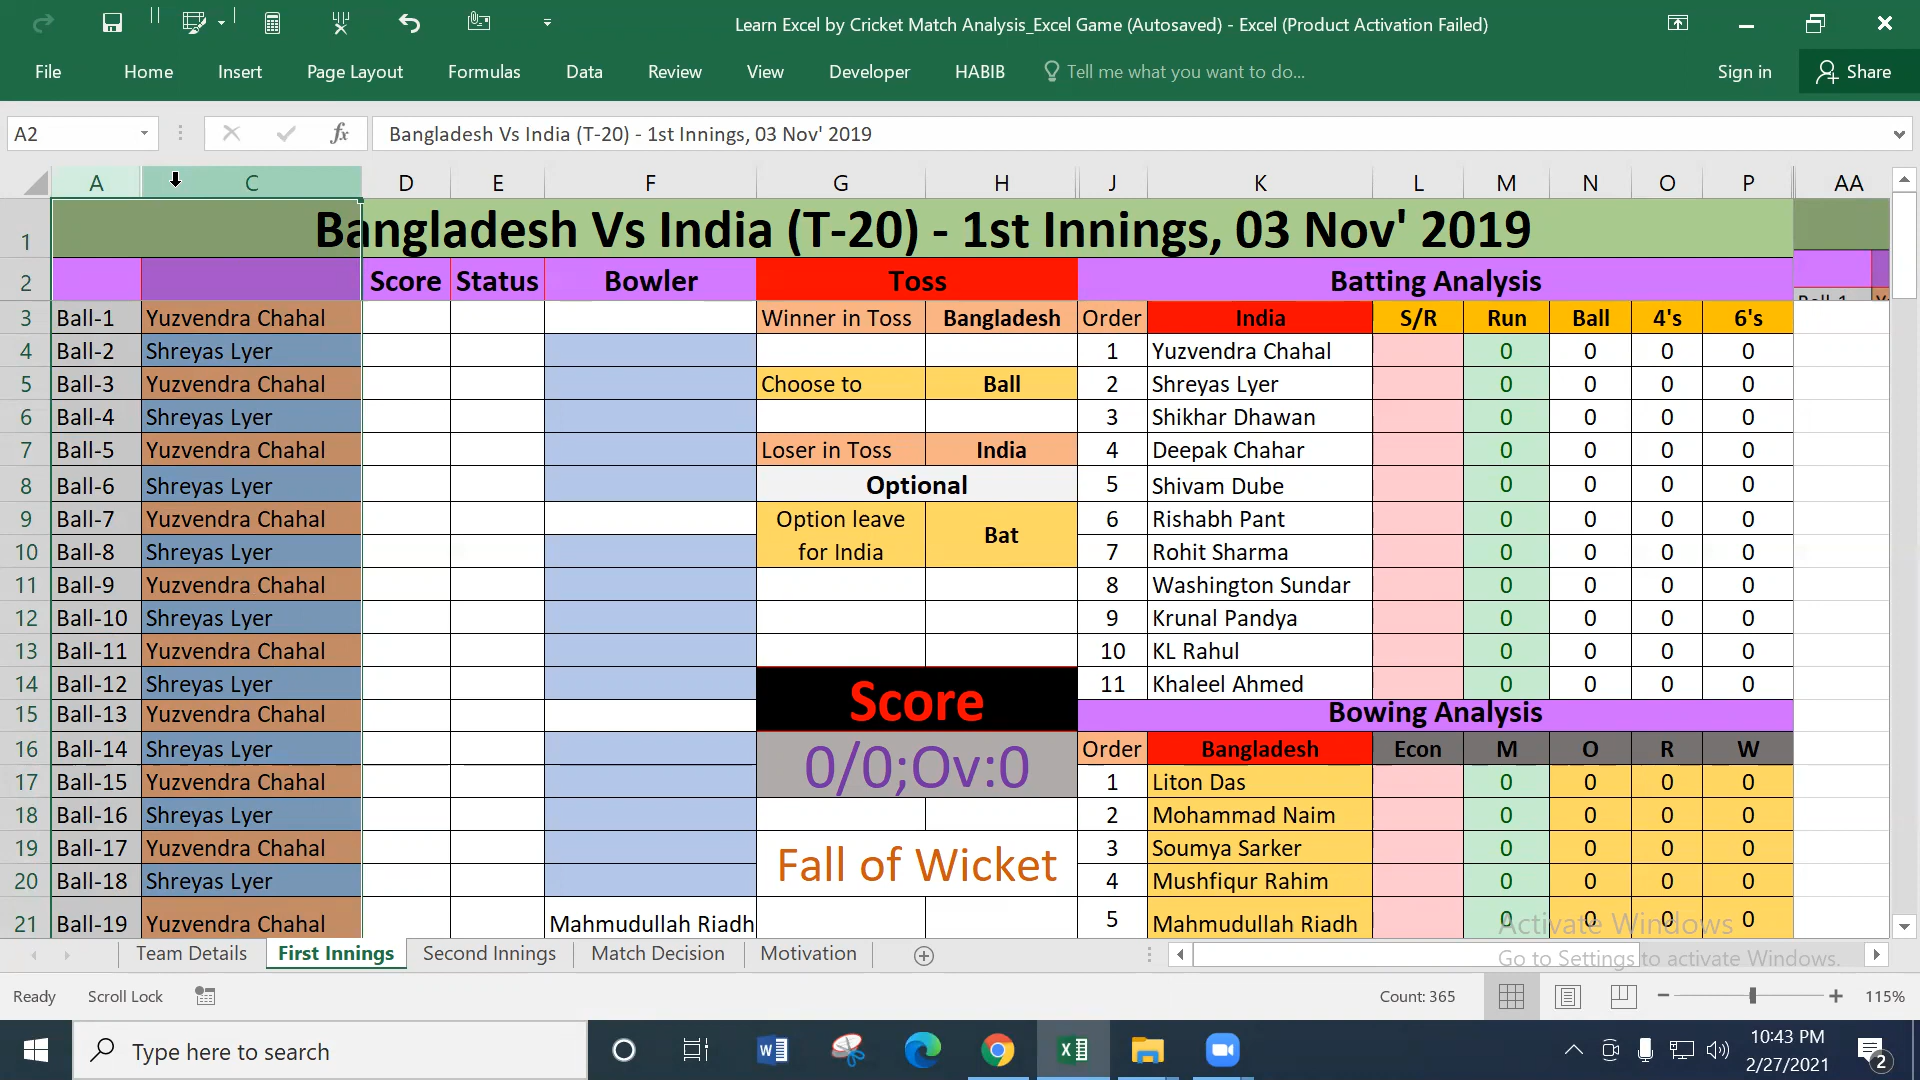 Learn Excel by Cricket Match Analysis_Excel Game (Autosaved) - Excel (Product Activation Failed)
File Home Insert Page Layout Formulas Data Review View Developer HABIB Tell me what you want to do... Sign in Share
A2 fx Bangladesh Vs India (T-20) - 1st Innings, 03 Nov' 2019
A C D E F G H J K L M N O P AA
1 Bangladesh Vs India (T-20) - 1st Innings, 03 Nov' 2019
2 Score Status Bowler Toss Batting Analysis
3 Ball-1 Yuzvendra Chahal Winner in Toss Bangladesh Order India S/R Run Ball 4's 6's
4 Ball-2 Shreyas Lyer 1 Yuzvendra Chahal 0 0 0 0
5 Ball-3 Yuzvendra Chahal Choose to Ball 2 Shreyas Lyer 0 0 0 0
6 Ball-4 Shreyas Lyer 3 Shikhar Dhawan 0 0 0 0
7 Ball-5 Yuzvendra Chahal Loser in Toss India 4 Deepak Chahar 0 0 0 0
8 Ball-6 Shreyas Lyer Optional 5 Shivam Dube 0 0 0 0
9 Ball-7 Yuzvendra Chahal Option leave 6 Rishabh Pant 0 0 0 0
Bat
10 Ball-8 Shreyas Lyer for India 7 Rohit Sharma 0 0 0 0
11 Ball-9 Yuzvendra Chahal 8 Washington Sundar 0 0 0 0
12 Ball-10 Shreyas Lyer 9 Krunal Pandya 0 0 0 0
13 Ball-11 Yuzvendra Chahal 10 KL Rahul 0 0 0 0
14 Ball-12 Shreyas Lyer Score 11 Khaleel Ahmed 0 0 0 0
15 Ball-13 Yuzvendra Chahal Bowing Analysis
16 Ball-14 Shreyas Lyer 0/0;Ov:0 Order Bangladesh Econ M O R W
17 Ball-15 Yuzvendra Chahal 1 Liton Das 0 0 0 0
18 Ball-16 Shreyas Lyer 2 Mohammad Naim 0 0 0 0
19 Ball-17 Yuzvendra Chahal Fall of Wicket 3 Soumya Sarker 0 0 0 0
20 Ball-18 Shreyas Lyer 4 Mushfiqur Rahim 0 0 0 0
21 Ball-19 Yuzvendra Chahal Mahmudullah Riadh 5 Mahmudullah Riadh 0 0 0 0
Activate Windows
Go to Settings to activate Windows.
Team Details First Innings Second Innings Match Decision Motivation
Ready Scroll Lock Count: 365 115%
Type here to search
10:43 PM
2/27/2021
2